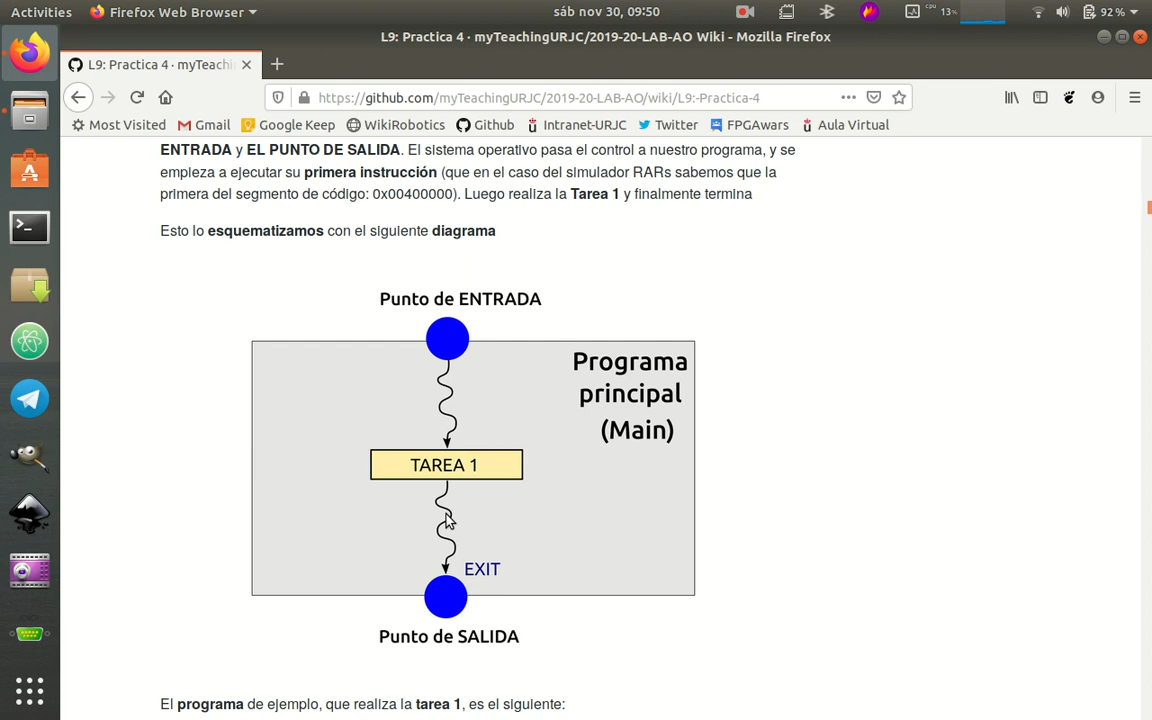 Activities Firefox Web Browser sáb nov 30, 09:50 cpu 13% 92%
L9: Practica 4 · myTeachingURJC/2019-20-LAB-AO Wiki - Mozilla Firefox
L9: Practica 4 · myTeachi
https://github.com/myTeachingURJC/2019-20-LAB-AO/wiki/L9:-Practica-4
Most Visited Gmail Google Keep WikiRobotics Github Intranet-URJC Twitter FPGAwars Aula Virtual
ENTRADA y EL PUNTO DE SALIDA. El sistema operativo pasa el control a nuestro programa, y se
empieza a ejecutar su primera instrucción (que en el caso del simulador RARs sabemos que la
primera del segmento de código: 0x00400000). Luego realiza la Tarea 1 y finalmente termina
Esto lo esquematizamos con el siguiente diagrama
Punto de ENTRADA
Programa
principal
(Main)
TAREA 1
EXIT
Punto de SALIDA
El programa de ejemplo, que realiza la tarea 1, es el siguiente: